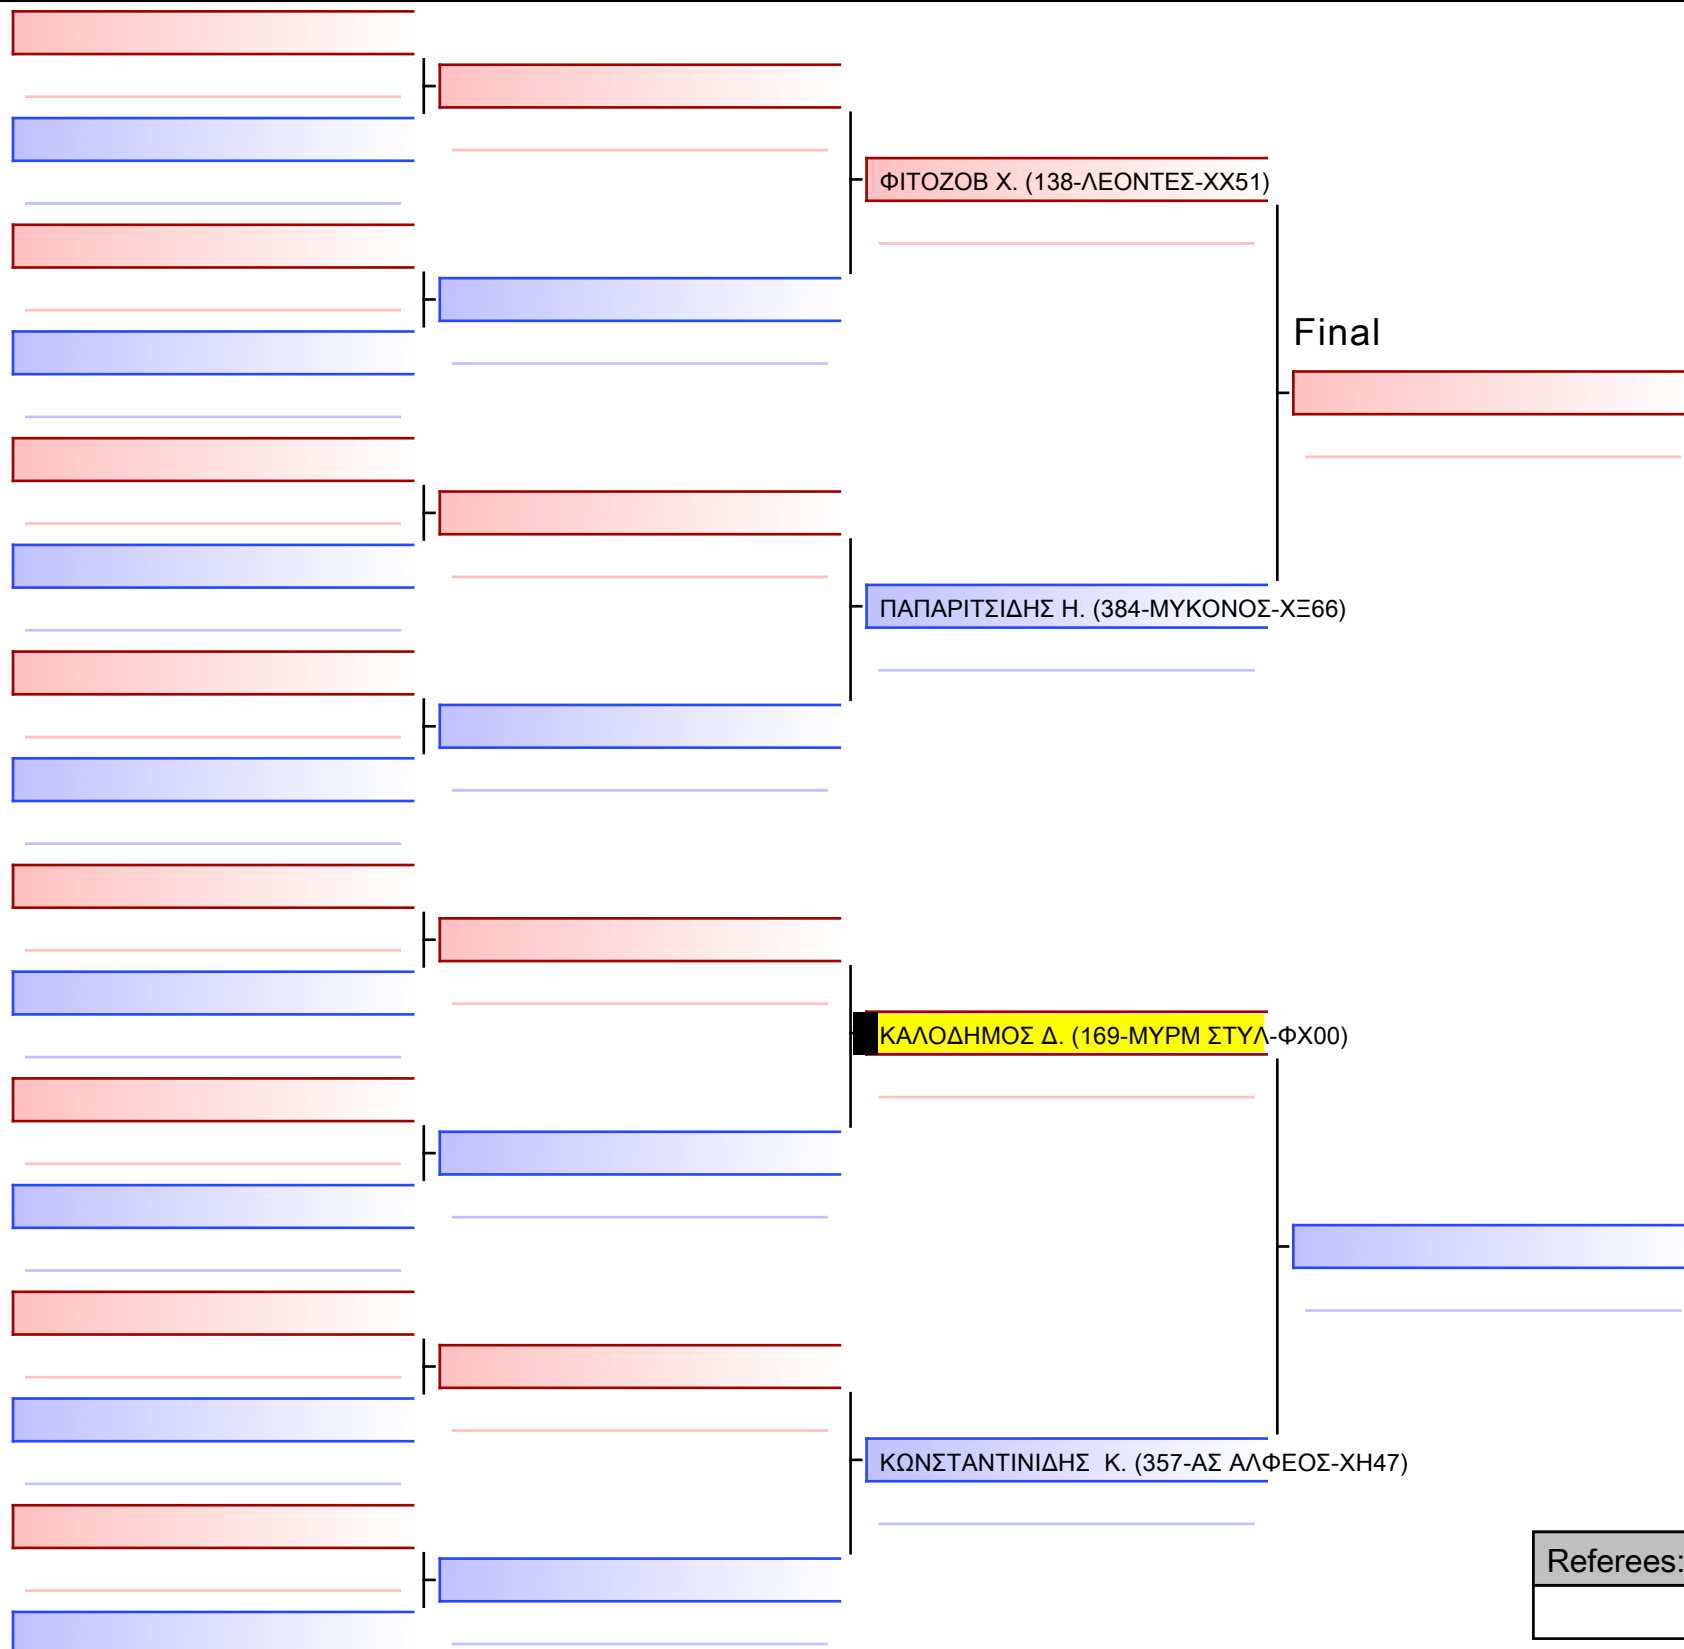 ΦΙΤΟΖΟΒ Χ. (138-ΛΕΟΝΤΕΣ-ΧΧ51)
Final
ΠΑΠΑΡΙΤΣΙΔΗΣ Η. (384-ΜΥΚΟΝΟΣ-ΧΞ66)
ΚΑΛΟΔΗΜΟΣ Δ. (169-ΜΥΡΜ ΣΤΥΛ-ΦΧ00)
ΚΩΝΣΤΑΝΤΙΝΙΔΗΣ  Κ. (357-ΑΣ ΑΛΦΕΟΣ-ΧΗ47)
Referees: